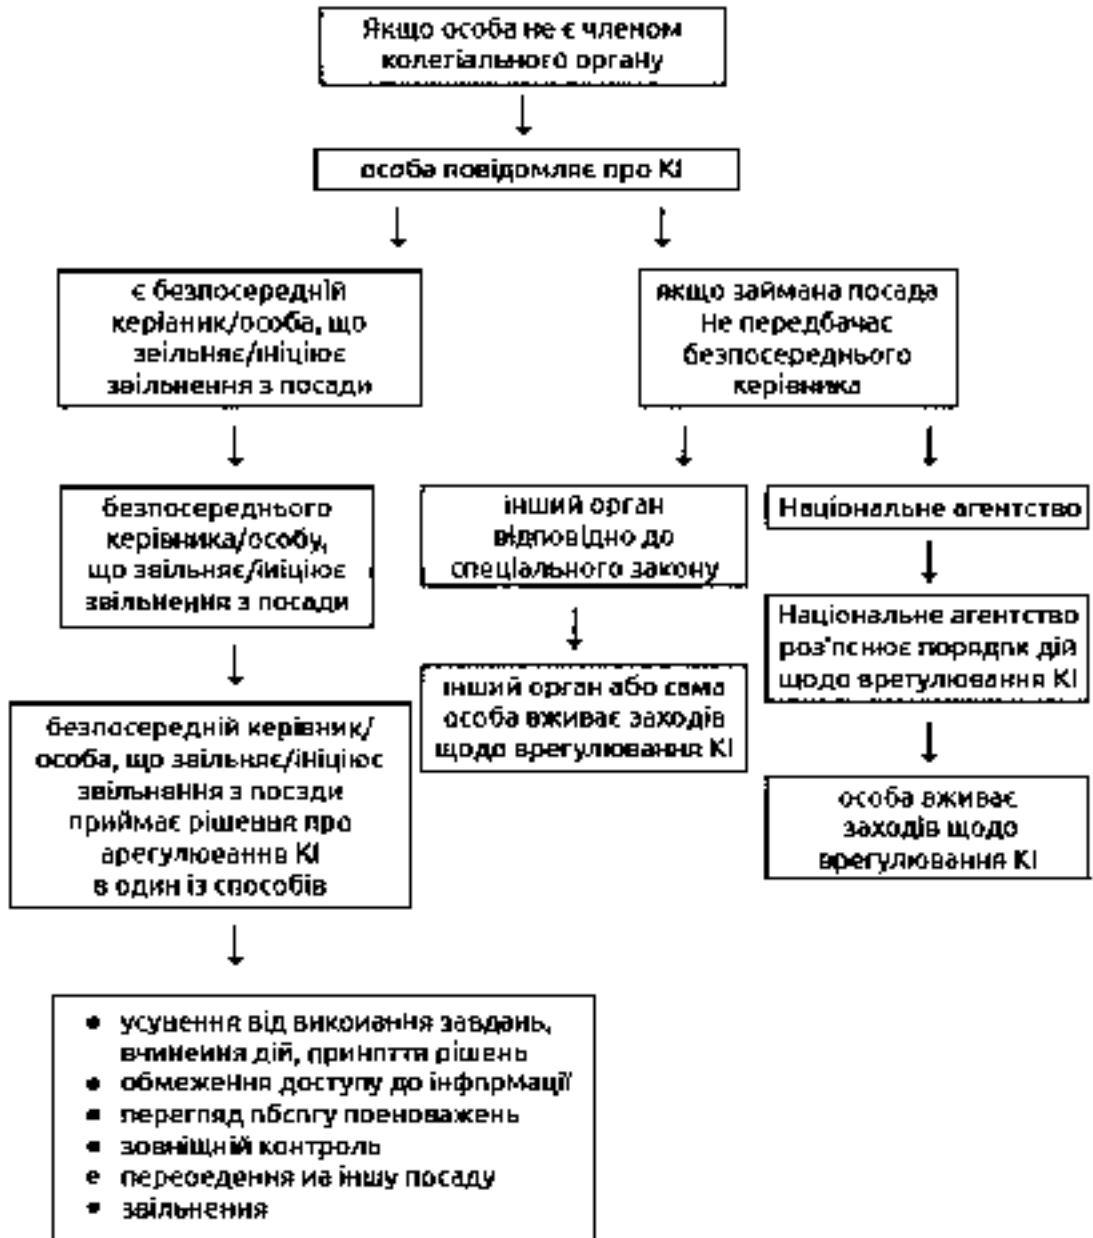 Якщо особа не є членом
колегіального органу
особа повідомляє про КІ
є безпосередній
керівник/особа, що
звільняє/ініціює
звільнення з посади
якщо займана посада
не передбачає
безпосереднього
керівника
безпосереднього
керівника/особу,
що звільняє/ініціює
звільнення з посади
інший орган
відповідно до
спеціального закону
Національне агентство
безпосередній керівник/
особа, що звільняє/ініціює
звільнення з посади
приймає рішення про
врегулювання КІ
в один із способів
інший орган або сама
особа вживає заходів
щодо врегулювання КІ
Національне агентство
роз'яснює порядок дій
щодо врегулювання КІ
особа вживає
заходів щодо
врегулювання КІ
• усунення від виконання завдань,
вчинення дій, прийняття рішень
• обмеження доступу до інформації
• перегляд обсягу повноважень
• зовнішній контроль
• переведення на іншу посаду
• звільнення